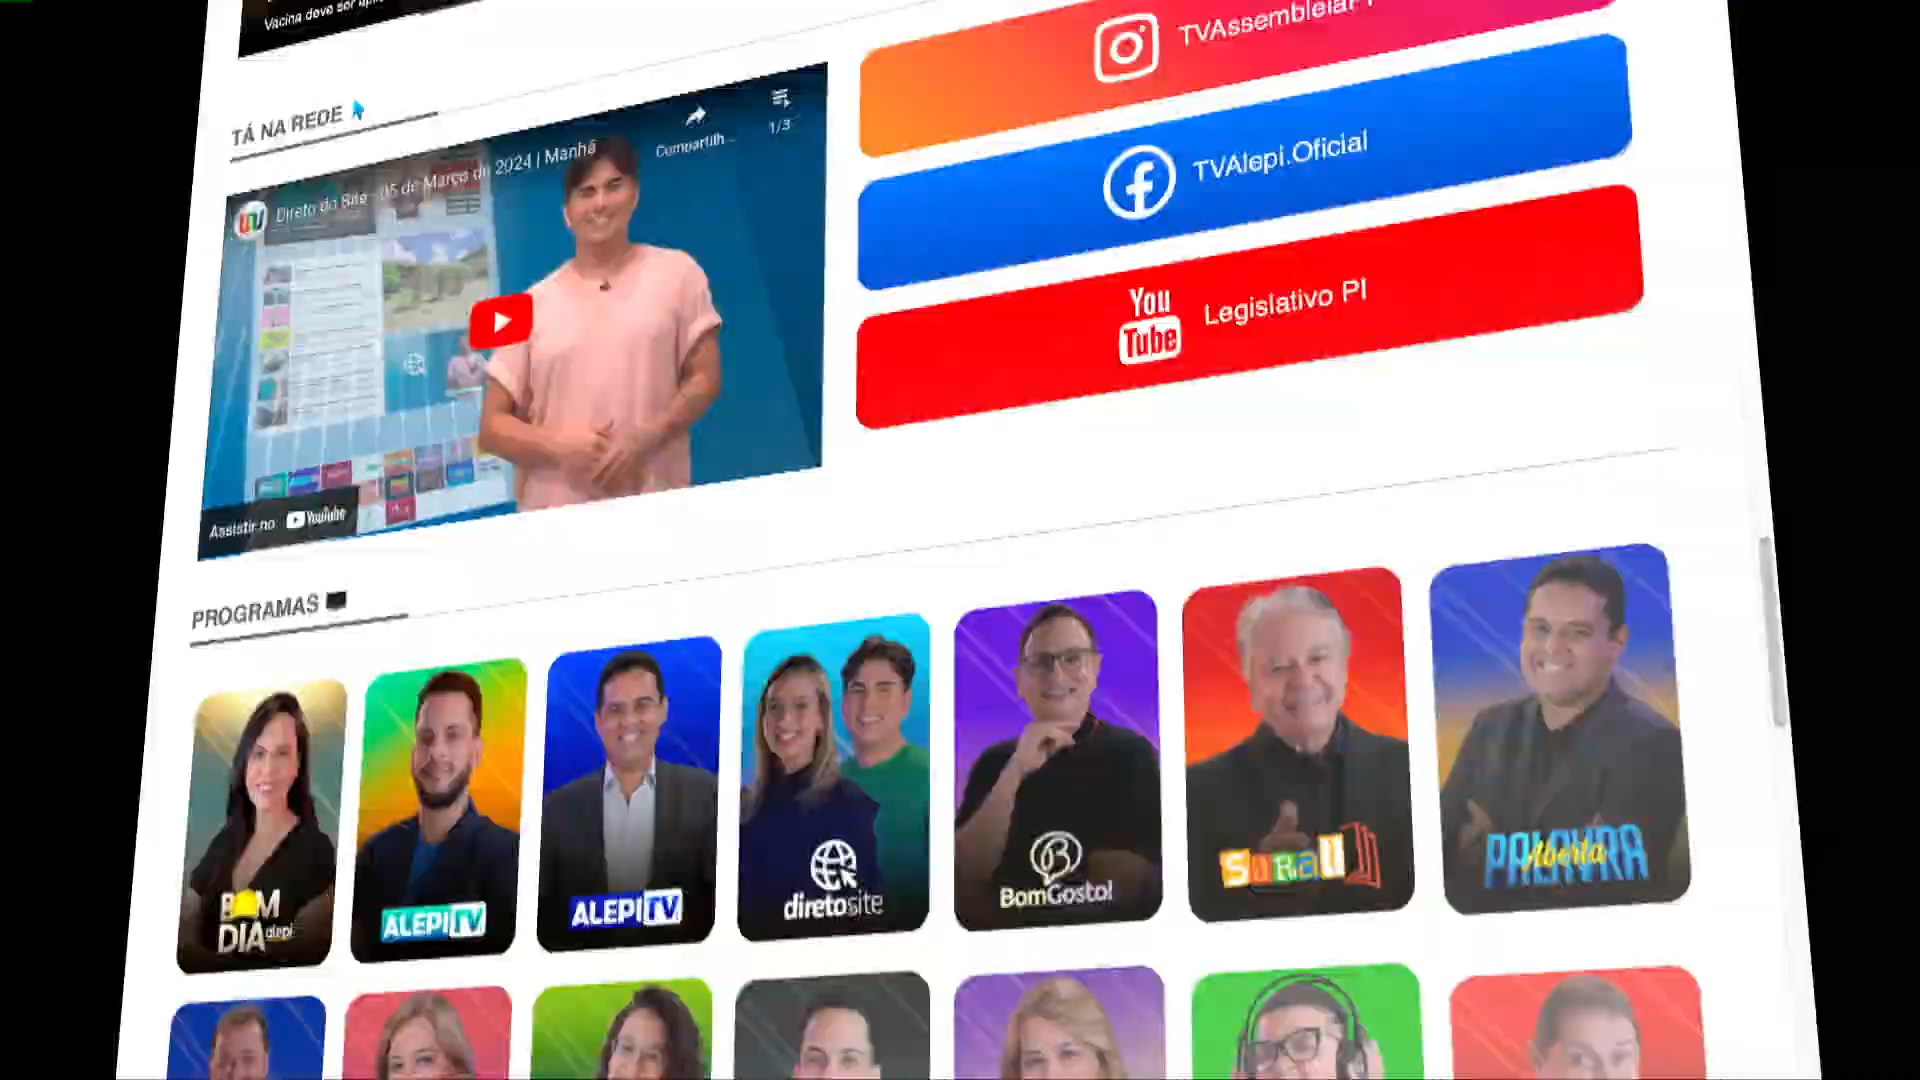 Vacina deve ser
TVAssembleiaP
TÁ NA REDE
Direto do Site - 05 de Março de 2024 | Manhã
Compartilh...
1/3
TVAlepi.Oficial
You
Tube
Legislativo PI
Assistir no YouTube
PROGRAMAS
BOM
DIA alepi
ALEPI TV
ALEPI TV
diretosite
BomGosto!
PALAVRA
Aberta